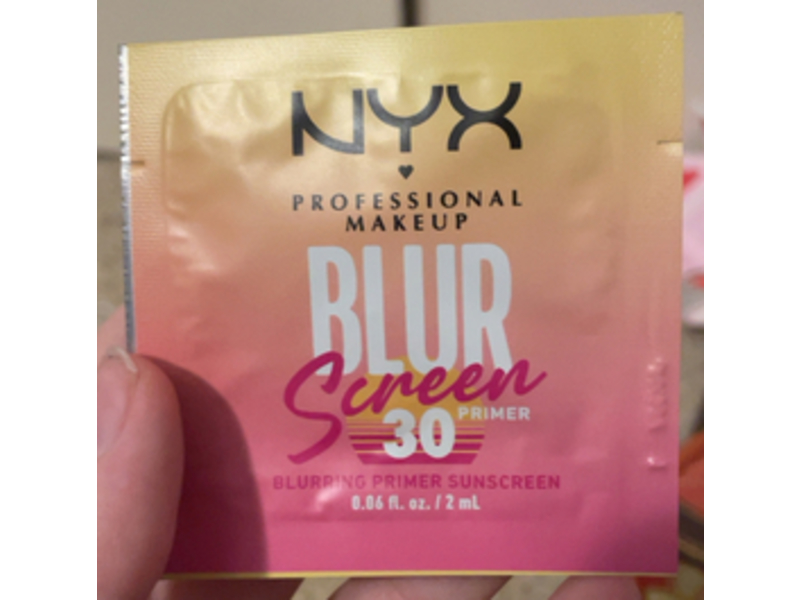 NYX
PROFESSIONAL
MAKEUP
BLUR
Screen
30 PRIMER
BLURRING PRIMER SUNSCREEN
0.06 fl. oz. / 2 mL